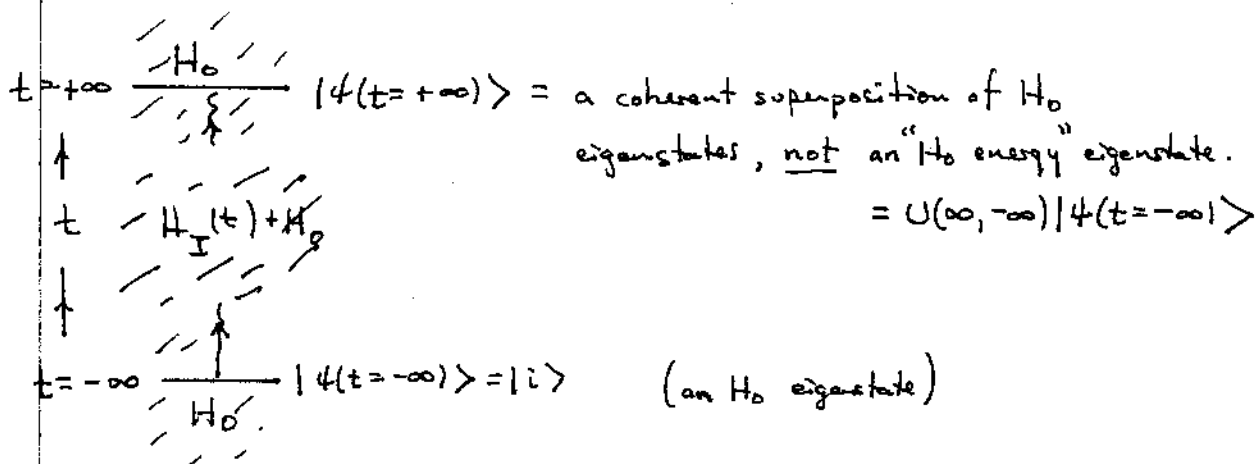 H₀
t=+∞ |ψ(t=+∞)> = a coherent superposition of H₀
eigenstates, not an "H₀ energy" eigenstate.
t H_I(t)+H₀ = U(∞,-∞)|ψ(t=-∞)>
t=-∞ |ψ(t=-∞)> =|i> (an H₀ eigenstate)
H₀